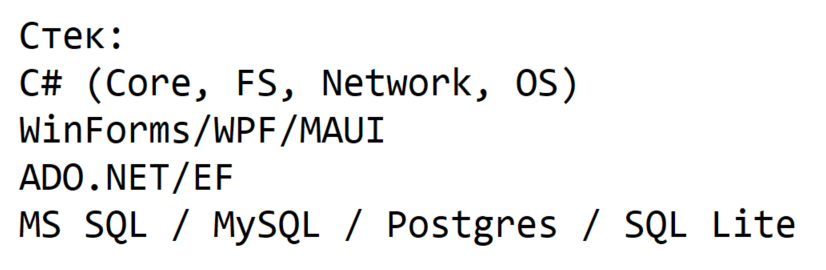 Стек:
C# (Core, FS, Network, OS)
WinForms/WPF/MAUI
ADO.NET/EF
MS SQL / MySQL / Postgres / SQL Lite